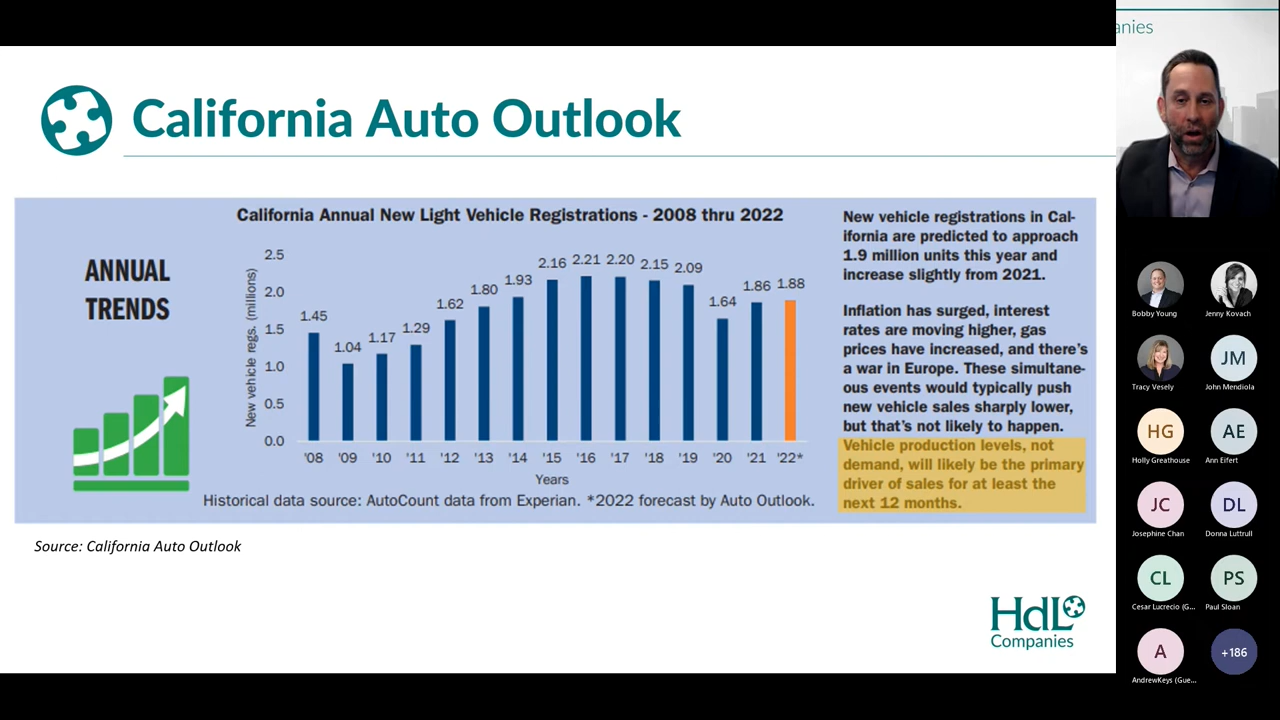 anies
California Auto Outlook
ANNUAL
TRENDS
California Annual New Light Vehicle Registrations - 2008 thru 2022
New vehicle regs. (millions)
2.5
2.0
1.5
1.0
0.5
0.0
1.45
1.04
1.17
1.29
1.62
1.80
1.93
2.16
2.21
2.20
2.15
2.09
1.64
1.86
1.88
'08 '09 '10 '11 '12 '13 '14 '15 '16 '17 '18 '19 '20 '21 '22*
Years
Historical data source: AutoCount data from Experian. *2022 forecast by Auto Outlook.
New vehicle registrations in Cal-
ifornia are predicted to approach
1.9 million units this year and
increase slightly from 2021.
Inflation has surged, interest
rates are moving higher, gas
prices have increased, and there's
a war in Europe. These simultane-
ous events would typically push
new vehicle sales sharply lower,
but that's not likely to happen.
Vehicle production levels, not
demand, will likely be the primary
driver of sales for at least the
next 12 months.
Source: California Auto Outlook
HdL
Companies
Bobby Young
Jenny Kovach
Tracy Vesely
JM
John Mendiola
HG
Holly Greathouse
AE
Ann Eifert
JC
Josephine Chan
DL
Donna Luttrull
CL
Cesar Lucrecio (G...
PS
Paul Sloan
A
AndrewKeys (Gue...
+186